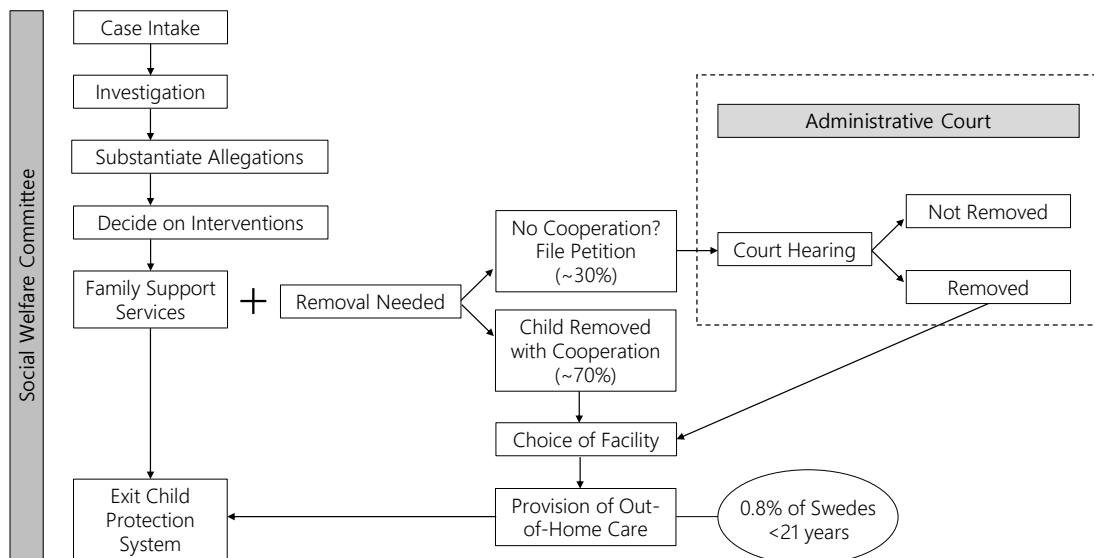 Social Welfare Committee
Case Intake
Investigation
Substantiate Allegations
Decide on Interventions
Family Support
Services
+
Removal Needed
No Cooperation?
File Petition
(~30%)
Child Removed
with Cooperation
(~70%)
Administrative Court
Court Hearing
Not Removed
Removed
Choice of Facility
Provision of Out-
of-Home Care
0.8% of Swedes
<21 years
Exit Child
Protection
System